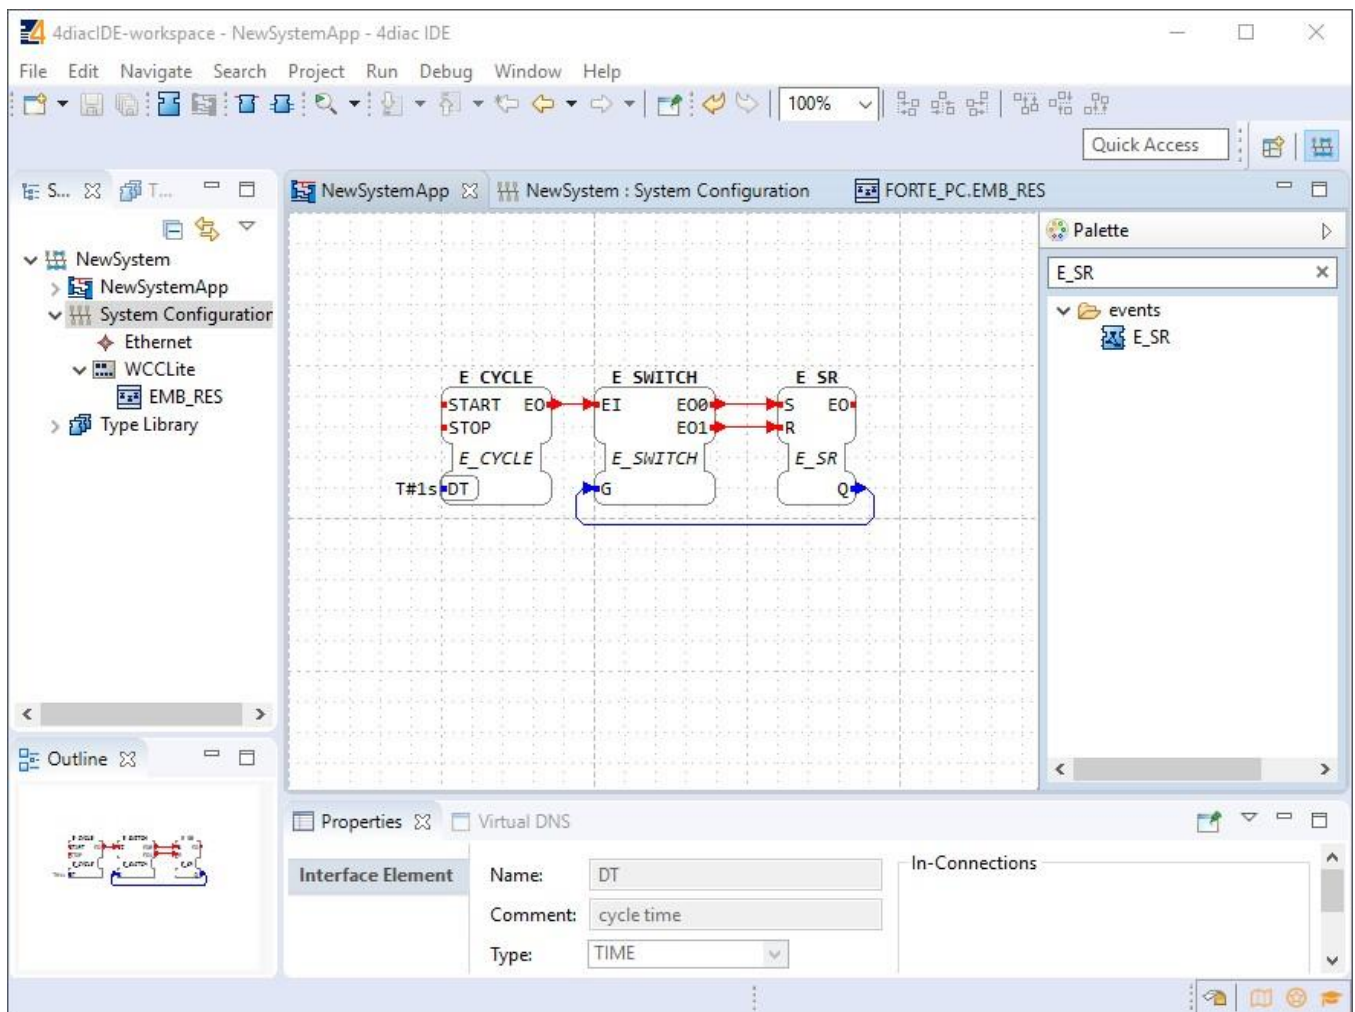 4diacIDE-workspace - NewSystemApp - 4diac IDE
File Edit Navigate Search Project Run Debug Window Help
100%
Quick Access
S... T...
NewSystemApp NewSystem : System Configuration FORTE_PC.EMB_RES
NewSystem
NewSystemApp
System Configuration
Ethernet
WCCLite
EMB_RES
Type Library
Palette
E_SR
events
E_SR
E_CYCLE E_SWITCH E_SR
START EO EI EO0 S EO
STOP EO1 R
E_CYCLE E_SWITCH E_SR
T#1s DT G Q
Outline
Properties Virtual DNS
Interface Element
Name: DT
Comment: cycle time
Type: TIME
In-Connections